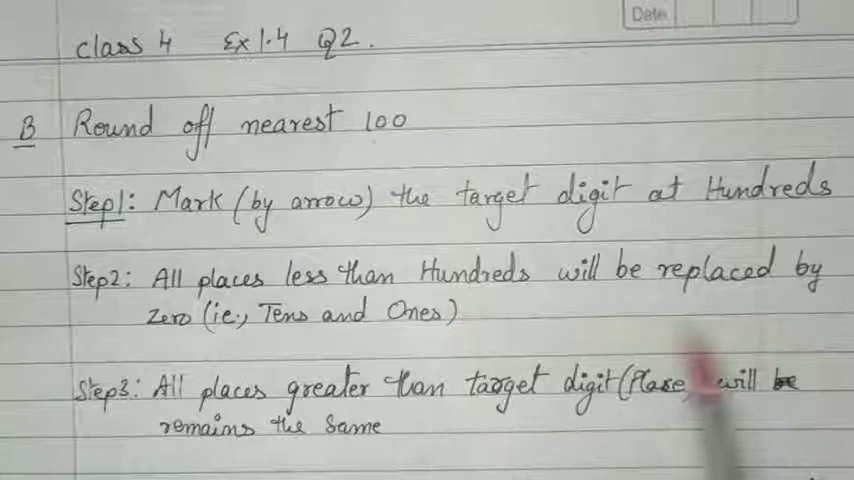 Date
Class 4 Ex 1.4 Q2.
B Round off nearest 100
Step1: Mark (by arrow) the target digit at Hundreds
Step2: All places less than Hundreds will be replaced by
Zero (ie., Tens and Ones)
Step3: All places greater than target digit (Place) will be
remains the Same